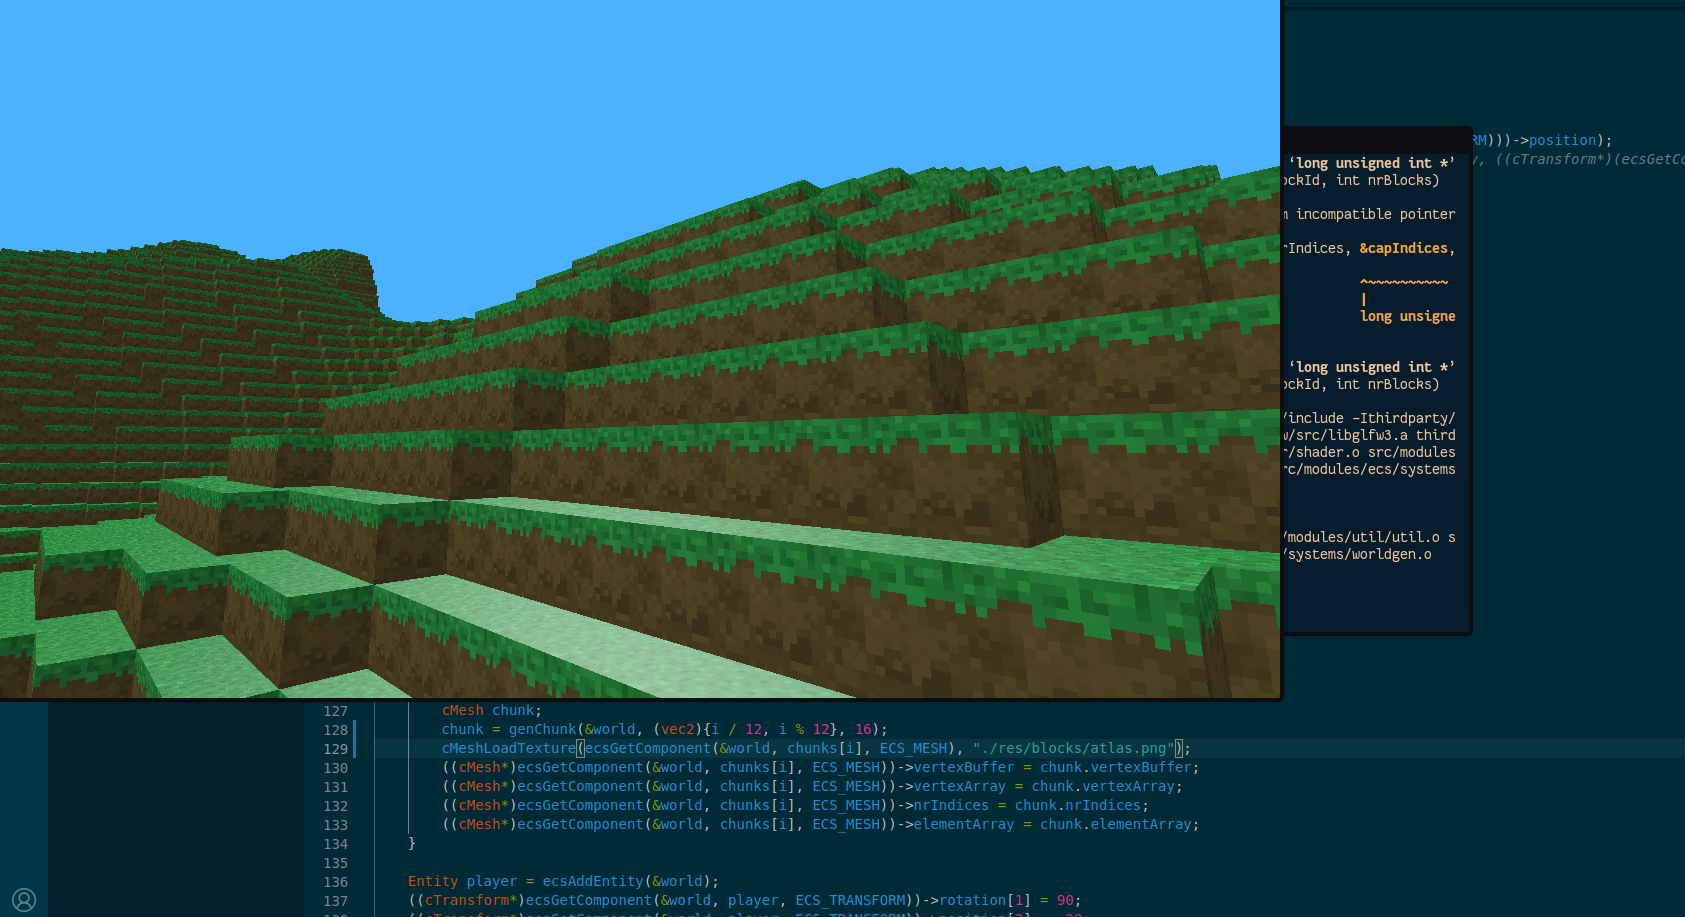 RM)))->position);
y, ((cTransform*)(ecsGetCo
‘long unsigned int *’
ockId, int nrBlocks)
m incompatible pointer
rIndices, &capIndices,
^~~~~~~~~~~
|
long unsigne
‘long unsigned int *’
ockId, int nrBlocks)
/include -Ithirdparty/
w/src/libglfw3.a third
r/shader.o src/modules
rc/modules/ecs/systems
/modules/util/util.o s
/systems/worldgen.o
127 cMesh chunk;
128 chunk = genChunk(&world, (vec2){i / 12, i % 12}, 16);
129 cMeshLoadTexture(ecsGetComponent(&world, chunks[i], ECS_MESH), "./res/blocks/atlas.png");
130 ((cMesh*)ecsGetComponent(&world, chunks[i], ECS_MESH))->vertexBuffer = chunk.vertexBuffer;
131 ((cMesh*)ecsGetComponent(&world, chunks[i], ECS_MESH))->vertexArray = chunk.vertexArray;
132 ((cMesh*)ecsGetComponent(&world, chunks[i], ECS_MESH))->nrIndices = chunk.nrIndices;
133 ((cMesh*)ecsGetComponent(&world, chunks[i], ECS_MESH))->elementArray = chunk.elementArray;
134 }
135
136 Entity player = ecsAddEntity(&world);
137 ((cTransform*)ecsGetComponent(&world, player, ECS_TRANSFORM))->rotation[1] = 90;